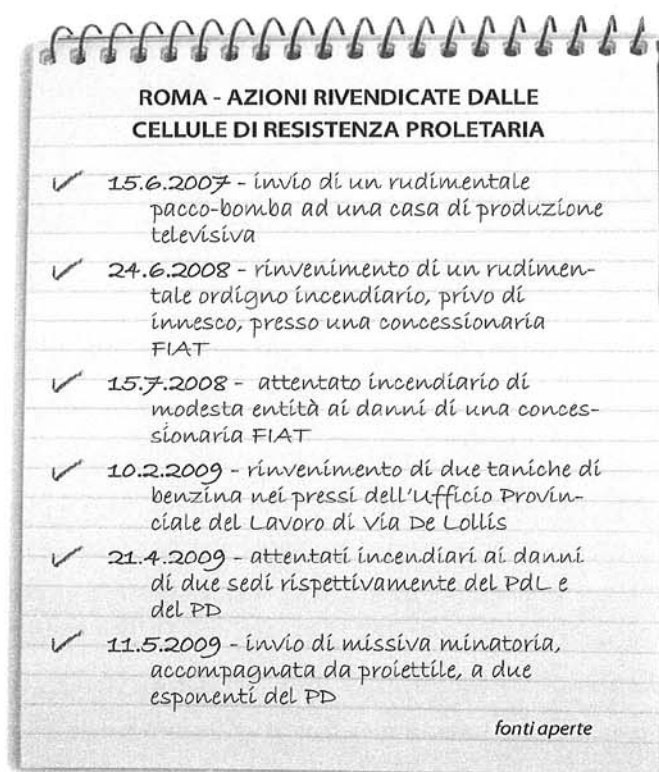 ROMA - AZIONI RIVENDICATE DALLE
CELLULE DI RESISTENZA PROLETARIA
15.6.2007 - invio di un rudimentale
pacco-bomba ad una casa di produzione
televisiva
24.6.2008 - rinvenimento di un rudimen-
tale ordigno incendiario, privo di
innesco, presso una concessionaria
FIAT
15.7.2008 - attentato incendiario di
modesta entità ai danni di una conces-
sionaria FIAT
10.2.2009 - rinvenimento di due taniche di
benzina nei pressi dell'Ufficio Provin-
ciale del Lavoro di Via De Lollis
21.4.2009 - attentati incendiari ai danni
di due sedi rispettivamente del PdL e
del PD
11.5.2009 - invio di missiva minatoria,
accompagnata da proiettile, a due
esponenti del PD
fonti aperte